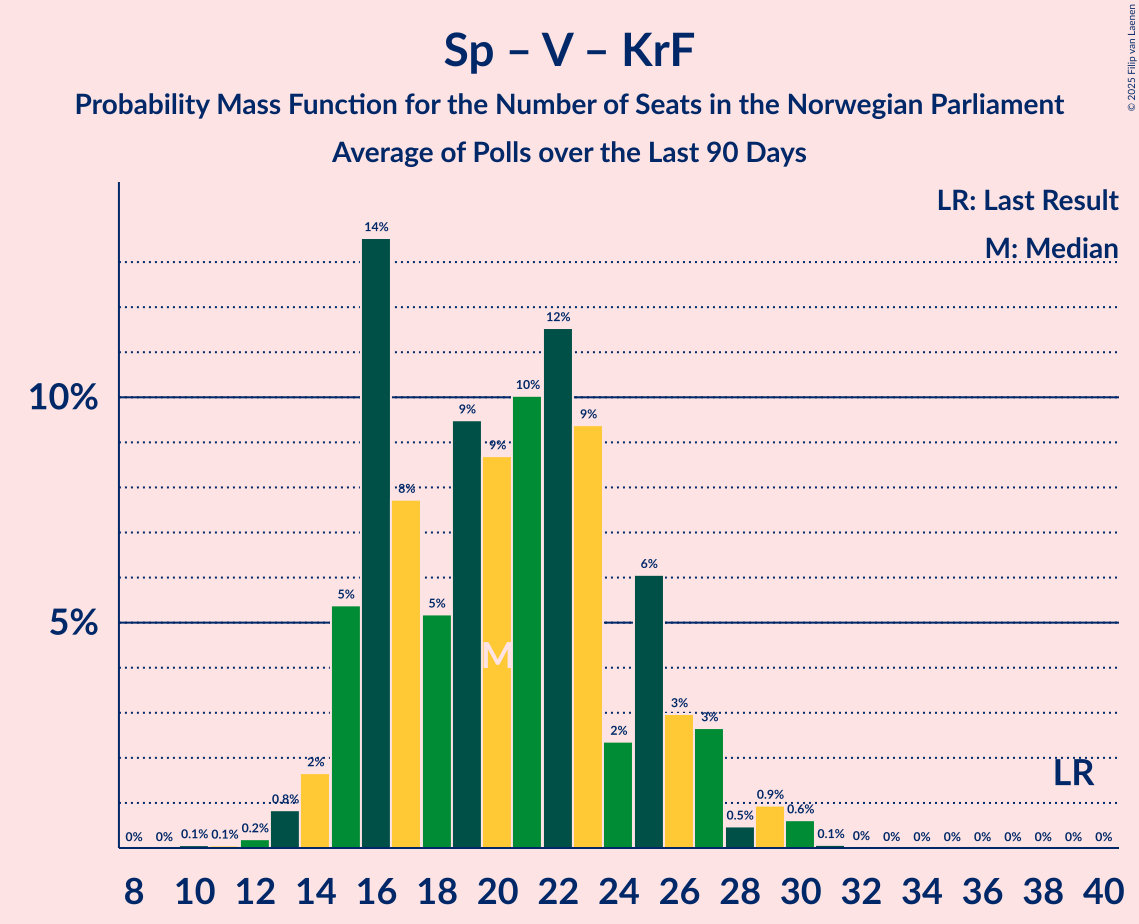 Sp – V – KrF
Probability Mass Function for the Number of Seats in the Norwegian Parliament
Average of Polls over the Last 90 Days
© 2025 Filip van Laenen
LR: Last Result
M: Median
10%
5%
0% 0% 0.1% 0.1% 0.2% 0.8% 2% 5% 14% 8% 5% 9% 9% 10% 12% 9% 2% 6% 3% 3% 0.5% 0.9% 0.6% 0.1% 0% 0% 0% 0% 0% 0% 0% 0% 0%
M
LR
8 10 12 14 16 18 20 22 24 26 28 30 32 34 36 38 40